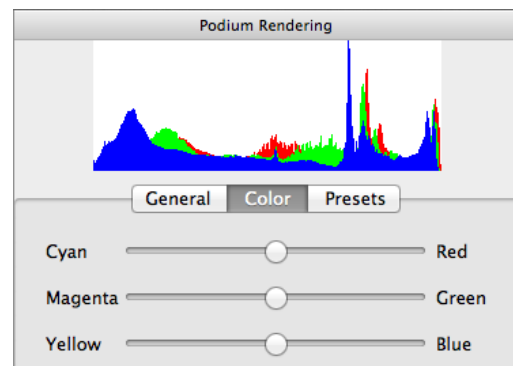 Podium Rendering
General Color Presets
Cyan Red
Magenta Green
Yellow Blue